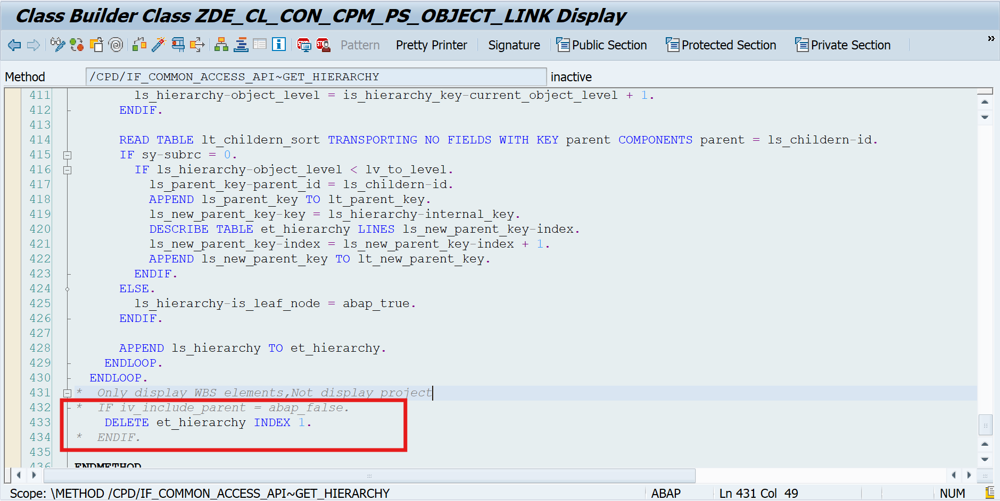 Class Builder Class ZDE_CL_CON_CPM_PS_OBJECT_LINK Display
Pattern Pretty Printer Signature Public Section Protected Section Private Section
Method /CPD/IF_COMMON_ACCESS_API~GET_HIERARCHY inactive
411 ls_hierarchy-object_level = is_hierarchy_key-current_object_level + 1.
412 ENDIF.
413
414 READ TABLE lt_childern_sort TRANSPORTING NO FIELDS WITH KEY parent COMPONENTS parent = ls_childern-id.
415 IF sy-subrc = 0.
416 IF ls_hierarchy-object_level < lv_to_level.
417 ls_parent_key-parent_id = ls_childern-id.
418 APPEND ls_parent_key TO lt_parent_key.
419 ls_new_parent_key-key = ls_hierarchy-internal_key.
420 DESCRIBE TABLE et_hierarchy LINES ls_new_parent_key-index.
421 ls_new_parent_key-index = ls_new_parent_key-index + 1.
422 APPEND ls_new_parent_key TO lt_new_parent_key.
423 ENDIF.
424 ELSE.
425 ls_hierarchy-is_leaf_node = abap_true.
426 ENDIF.
427
428 APPEND ls_hierarchy TO et_hierarchy.
429 ENDLOOP.
430 ENDLOOP.
431 * Only display WBS elements,Not display project
432 * IF iv_include_parent = abap_false.
433 DELETE et_hierarchy INDEX 1.
434 * ENDIF.
435
436 ENDMETHOD
Scope: \METHOD /CPD/IF_COMMON_ACCESS_API~GET_HIERARCHY ABAP Ln 431 Col 49 NUM